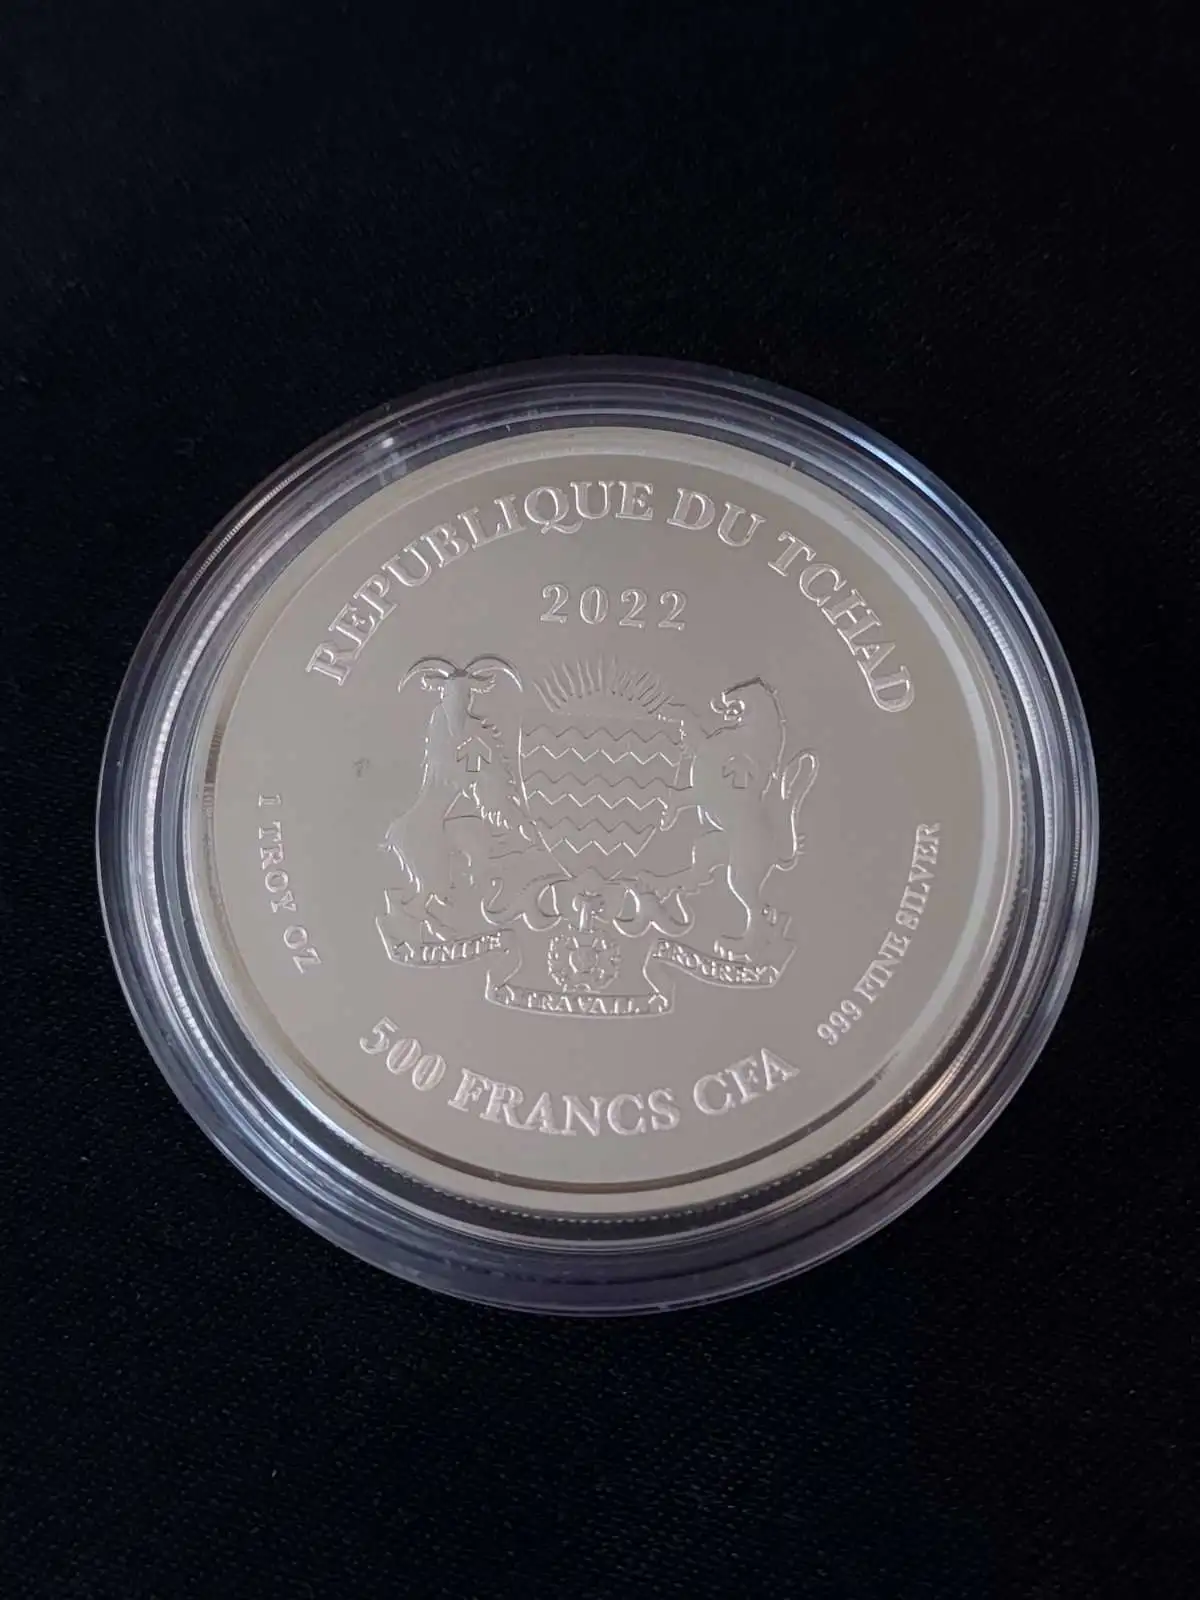 REPUBLIQUE DU TCHAD
2022
1 TROY OZ
999 FINE SILVER
UNITE
TRAVAIL
PROGRES
500 FRANCS CFA